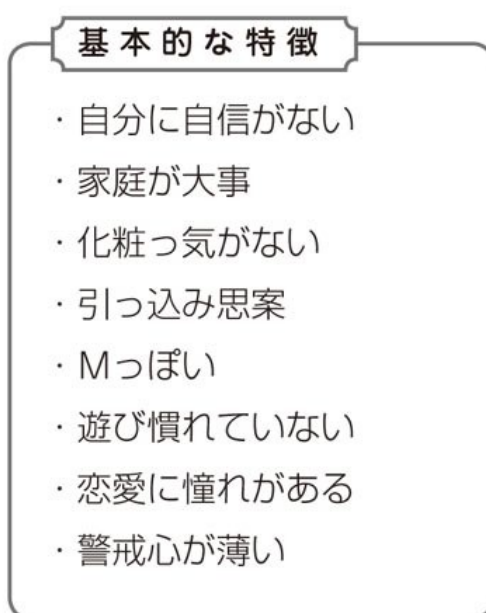 基本的な特徴
・自分に自信がない
・家庭が大事
・化粧っ気がない
・引っ込み思案
・Mっぽい
・遊び慣れていない
・恋愛に憧れがある
・警戒心が薄い